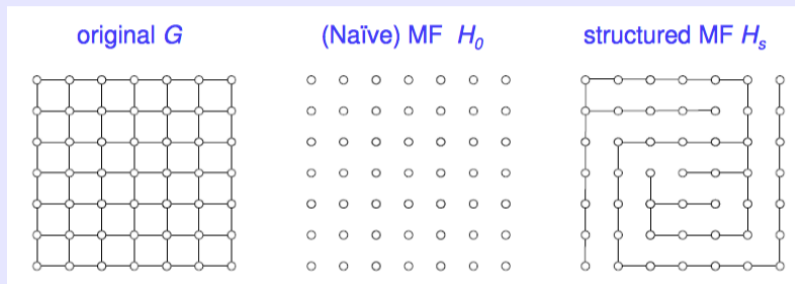 original G
(Naïve) MF H₀
structured MF Hₛ